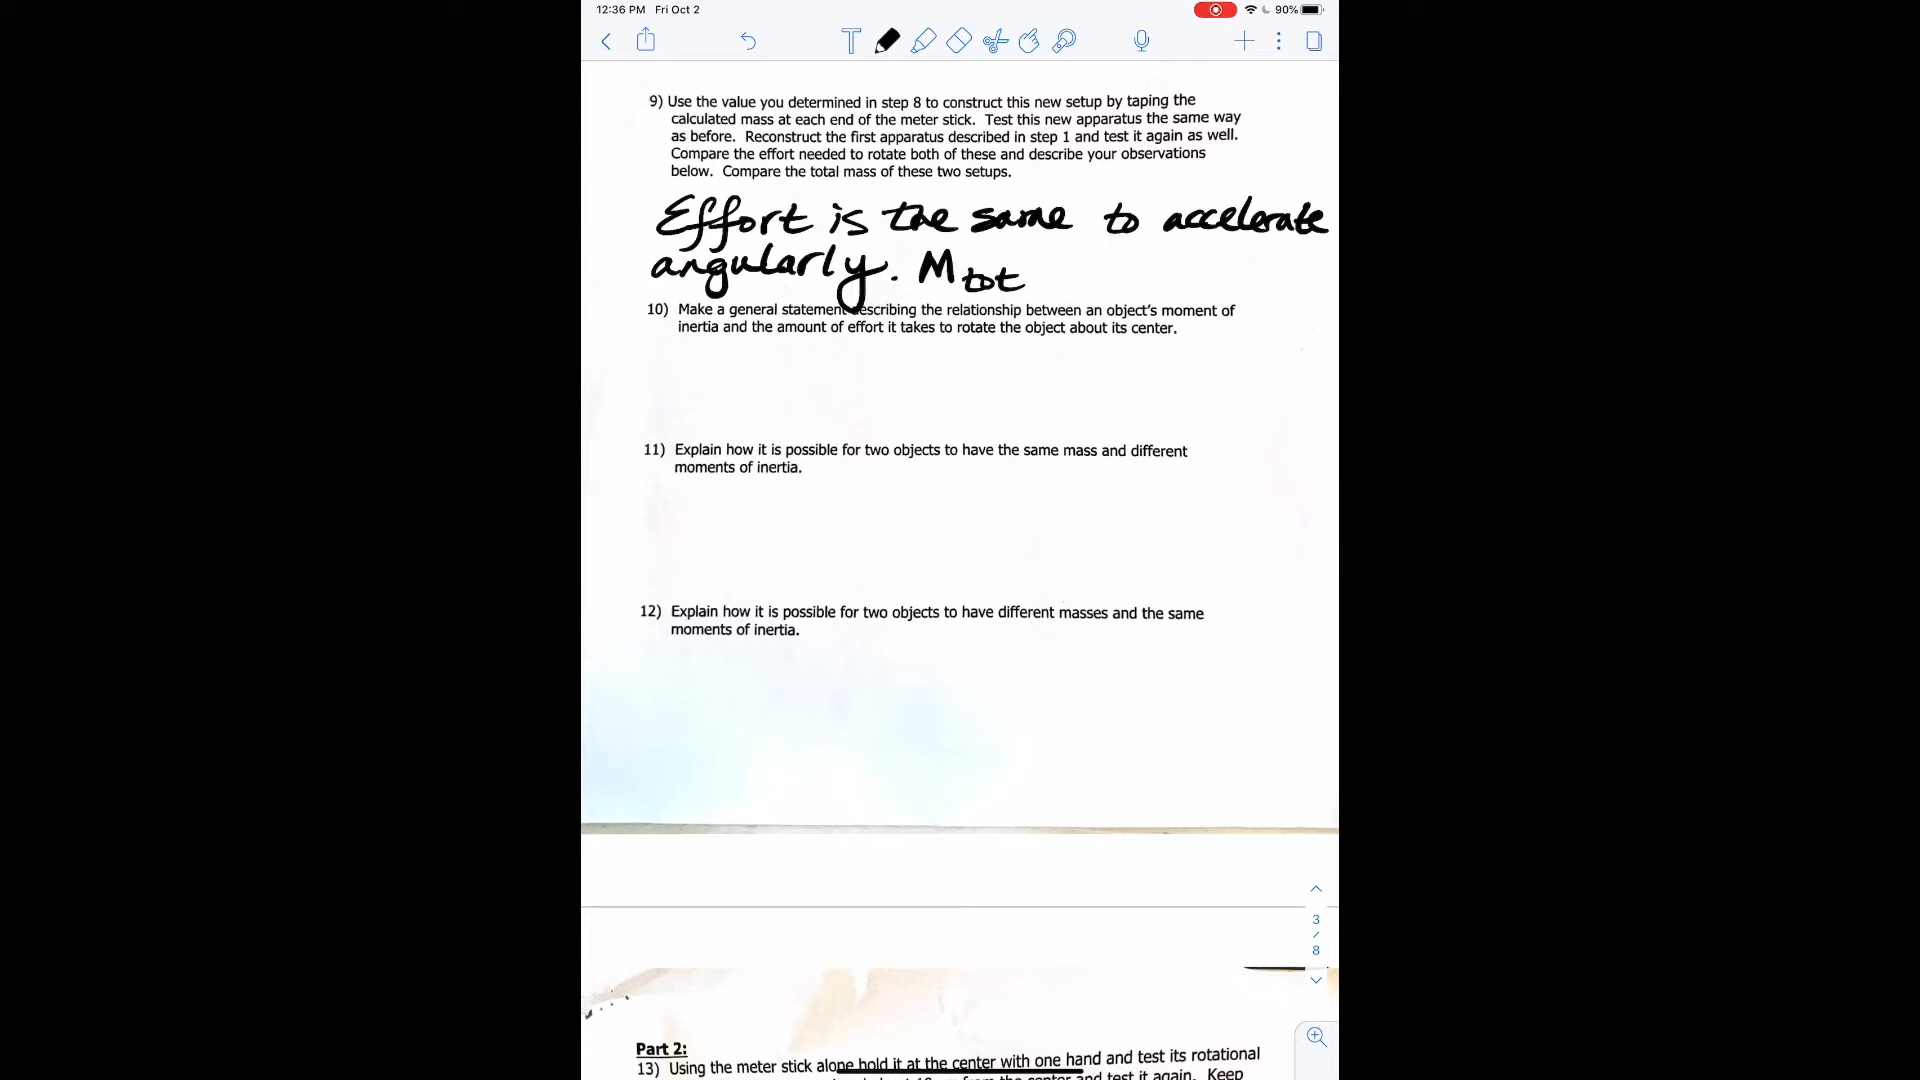 12:36 PM Fri Oct 2
90%
9) Use the value you determined in step 8 to construct this new setup by taping the
calculated mass at each end of the meter stick. Test this new apparatus the same way
as before. Reconstruct the first apparatus described in step 1 and test it again as well.
Compare the effort needed to rotate both of these and describe your observations
below. Compare the total mass of these two setups.
Effort is the same to accelerate
angularly. Mtot
10) Make a general statement describing the relationship between an object's moment of
inertia and the amount of effort it takes to rotate the object about its center.
11) Explain how it is possible for two objects to have the same mass and different
moments of inertia.
12) Explain how it is possible for two objects to have different masses and the same
moments of inertia.
3
/
8
Part 2:
13) Using the meter stick alone hold it at the center with one hand and test its rotational
from the center and test it again. Keep